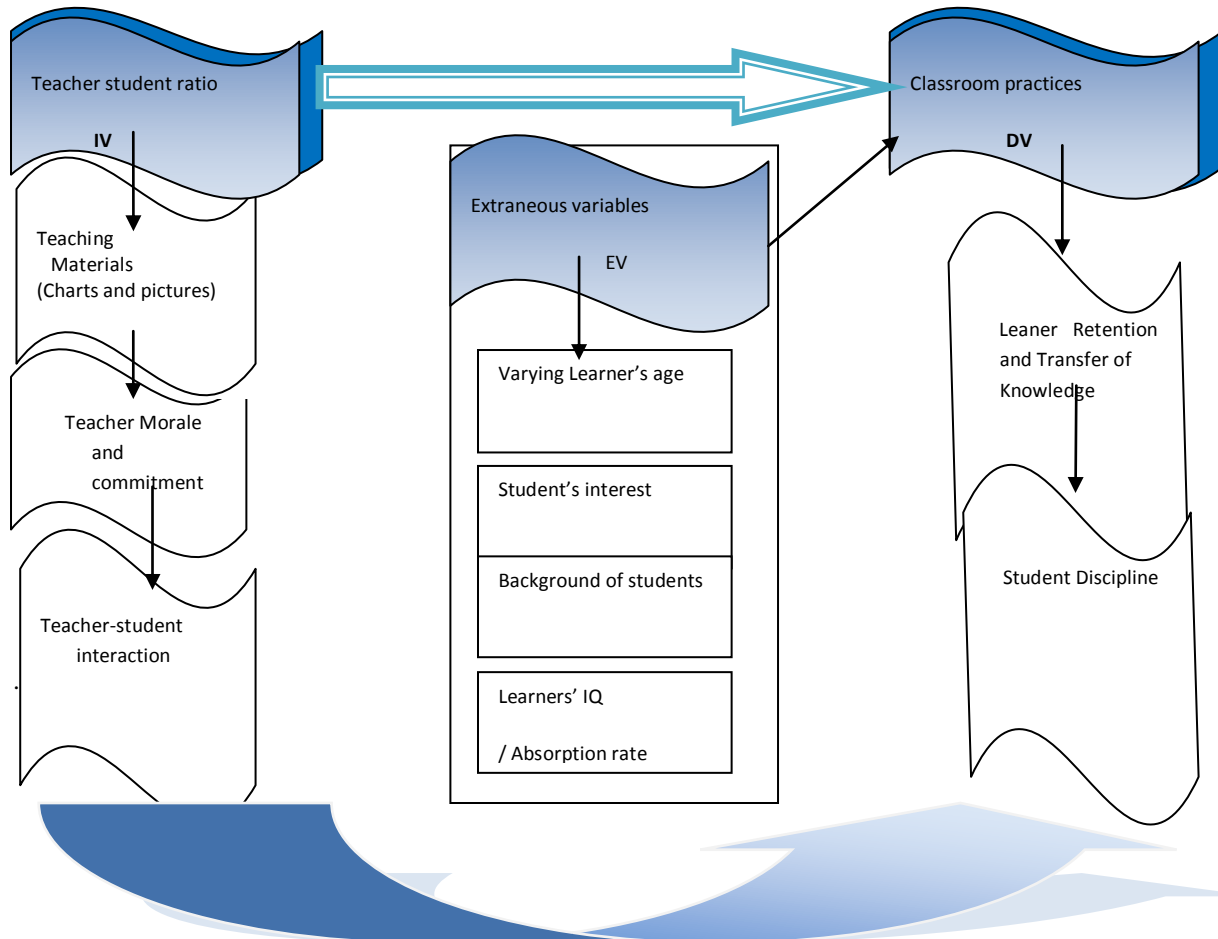 Teacher student ratio
IV
Teaching
Materials
(Charts and pictures)
Teacher Morale
and
commitment
Teacher-student
interaction
.
Extraneous variables
EV
Varying Learner's age
Student's interest
Background of students
Learners' IQ
/ Absorption rate
Classroom practices
DV
Leaner Retention
and Transfer of
Knowledge
Student Discipline